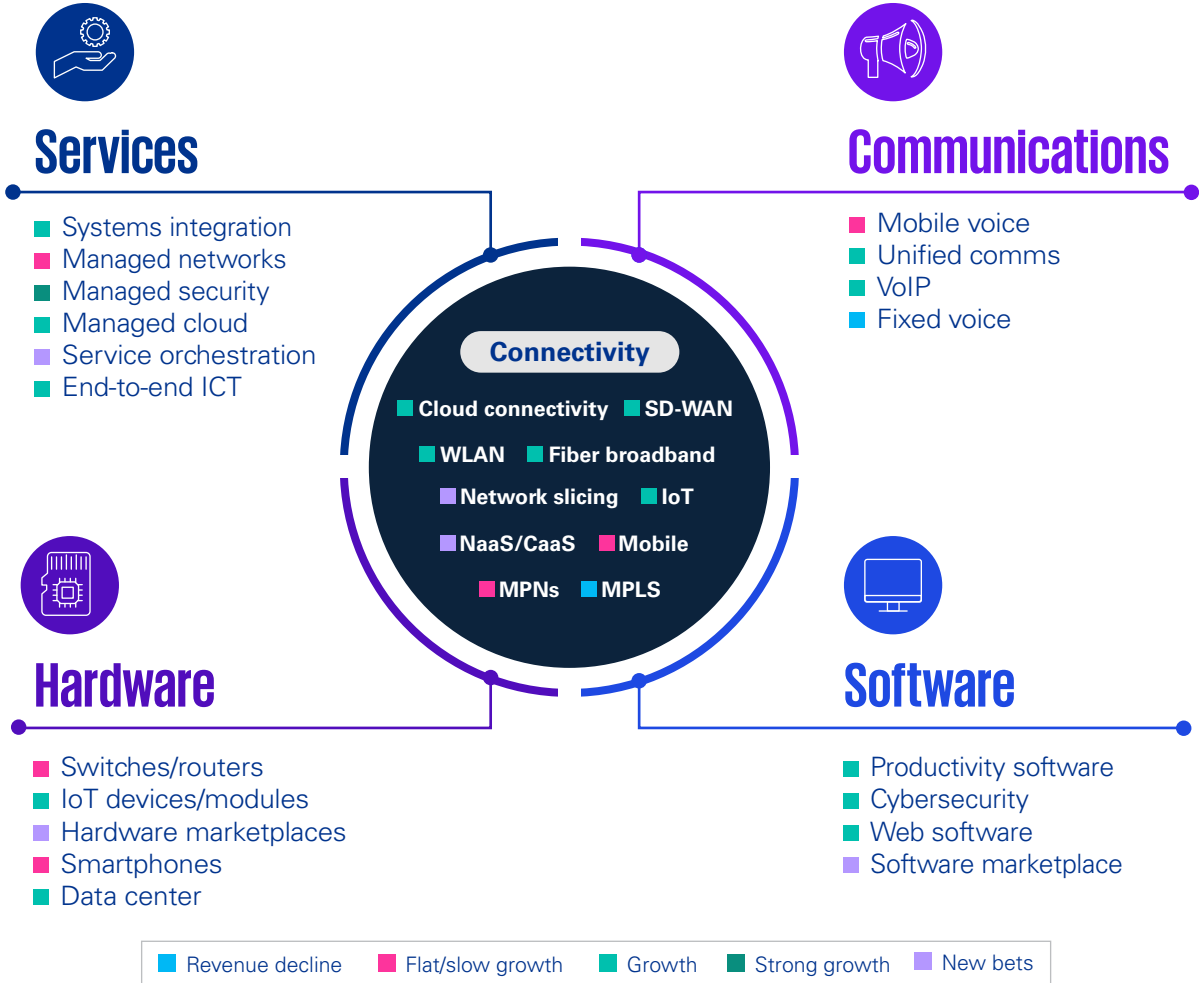 Services
Systems integration
Managed networks
Managed security
Managed cloud
Service orchestration
End-to-end ICT
Communications
Mobile voice
Unified comms
VoIP
Fixed voice
Connectivity
Cloud connectivity SD-WAN
WLAN Fiber broadband
Network slicing IoT
NaaS/CaaS Mobile
MPNs MPLS
Hardware
Switches/routers
IoT devices/modules
Hardware marketplaces
Smartphones
Data center
Software
Productivity software
Cybersecurity
Web software
Software marketplace
Revenue decline Flat/slow growth Growth Strong growth New bets